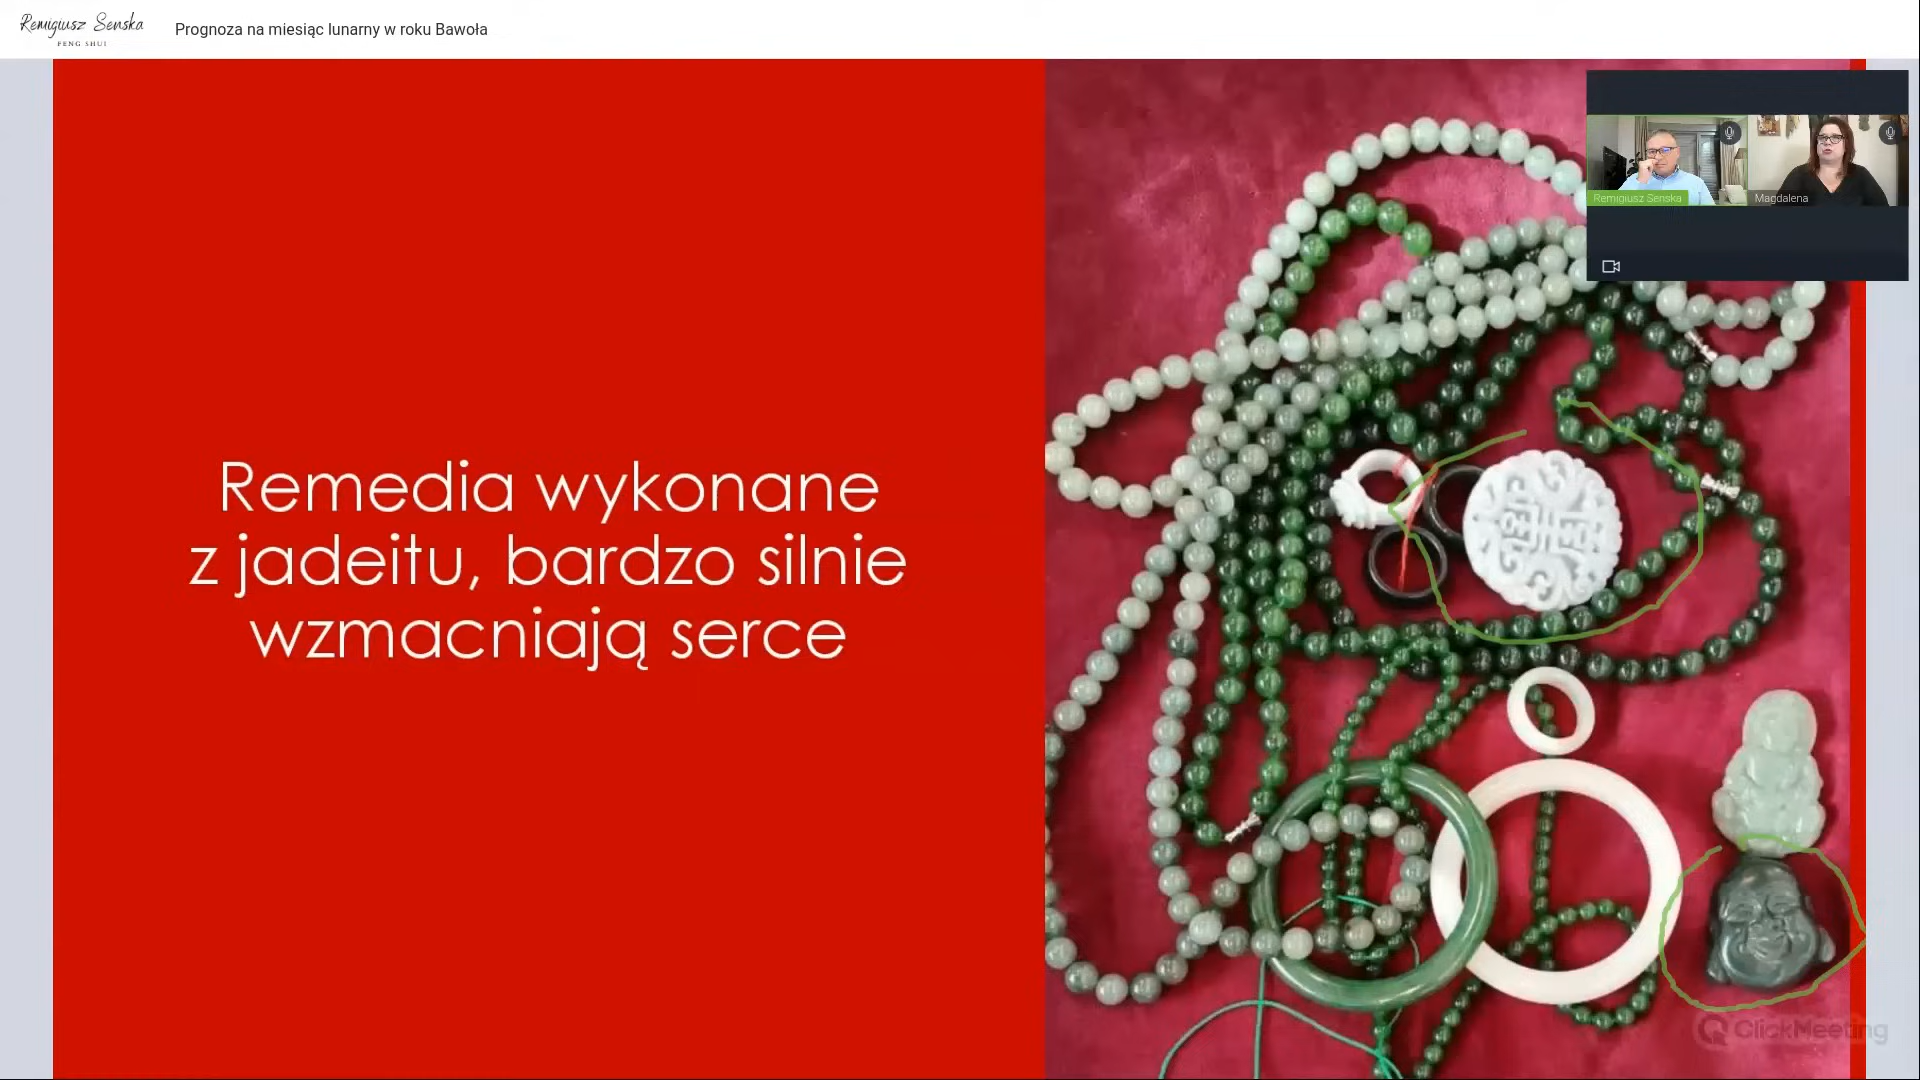 Remigiusz Senska
FENG SHUI
Prognoza na miesiąc lunarny w roku Bawoła
Remigiusz Senska
Magdalena
Remedia wykonane
z jadeitu, bardzo silnie
wzmacniają serce
ClickMeeting